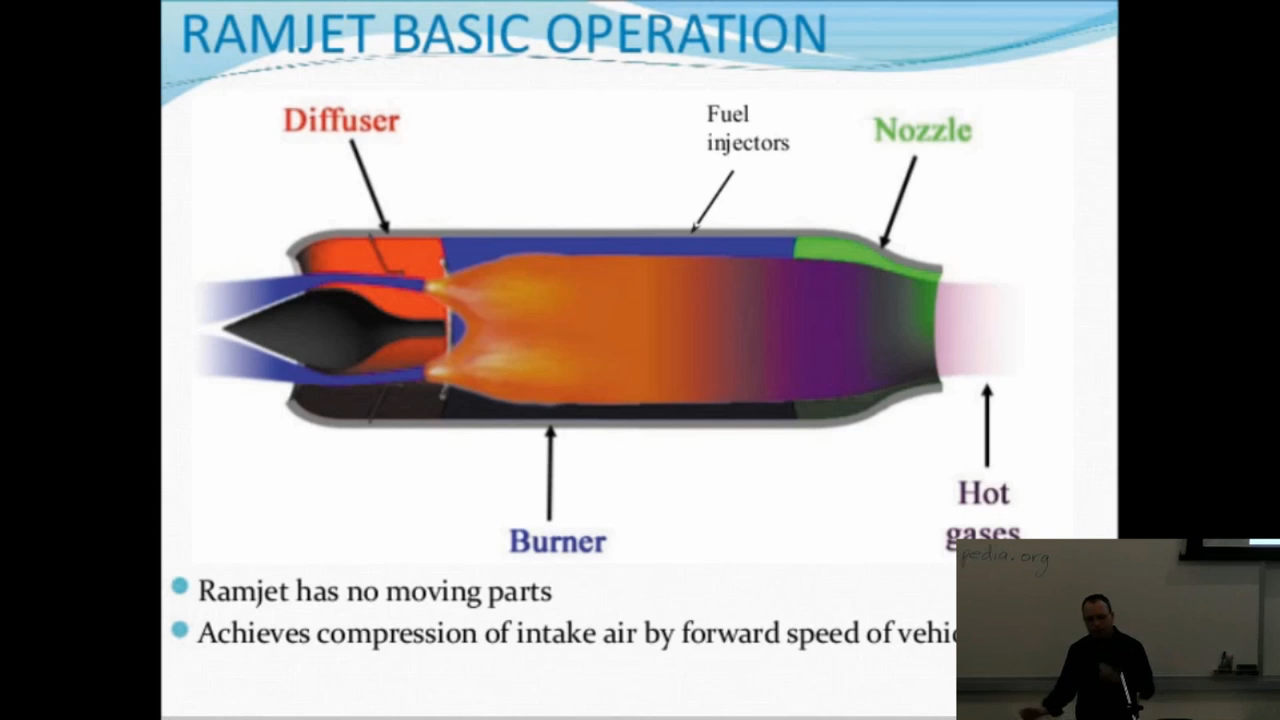 RAMJET BASIC OPERATION
Diffuser
Fuel
injectors
Nozzle
Burner
Hot
gases
Ramjet has no moving parts
Achieves compression of intake air by forward speed of
pedia.org